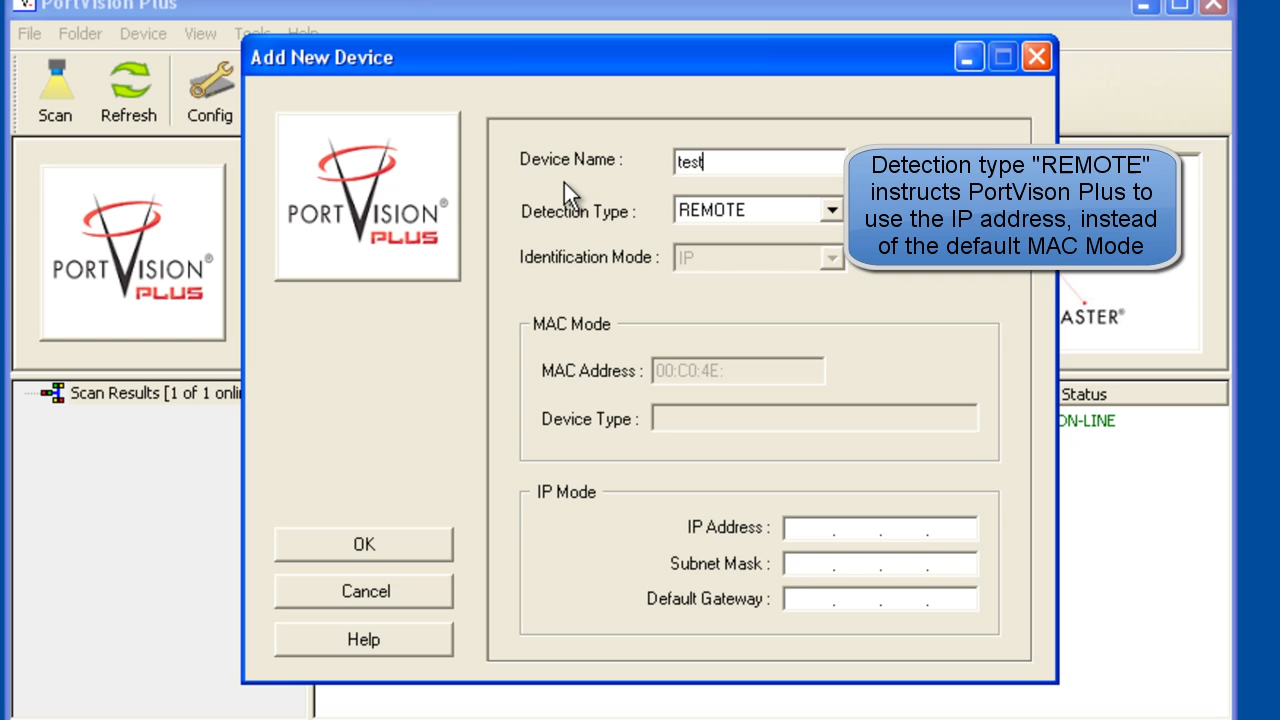 PortVision Plus
File Folder Device View Tools Help
Add New Device
Scan Refresh Config
PORTVISION®
PLUS
PORTVISION®
PLUS
Device Name :
test
Detection Type :
REMOTE
Identification Mode :
IP
Detection type "REMOTE"
instructs PortVison Plus to
use the IP address, instead
of the default MAC Mode
ASTER®
MAC Mode
MAC Address :
00:C0:4E:
Device Type :
Scan Results [1 of 1 onli
Status
ON-LINE
IP Mode
IP Address :
. . .
Subnet Mask :
. . .
Default Gateway :
. . .
OK
Cancel
Help